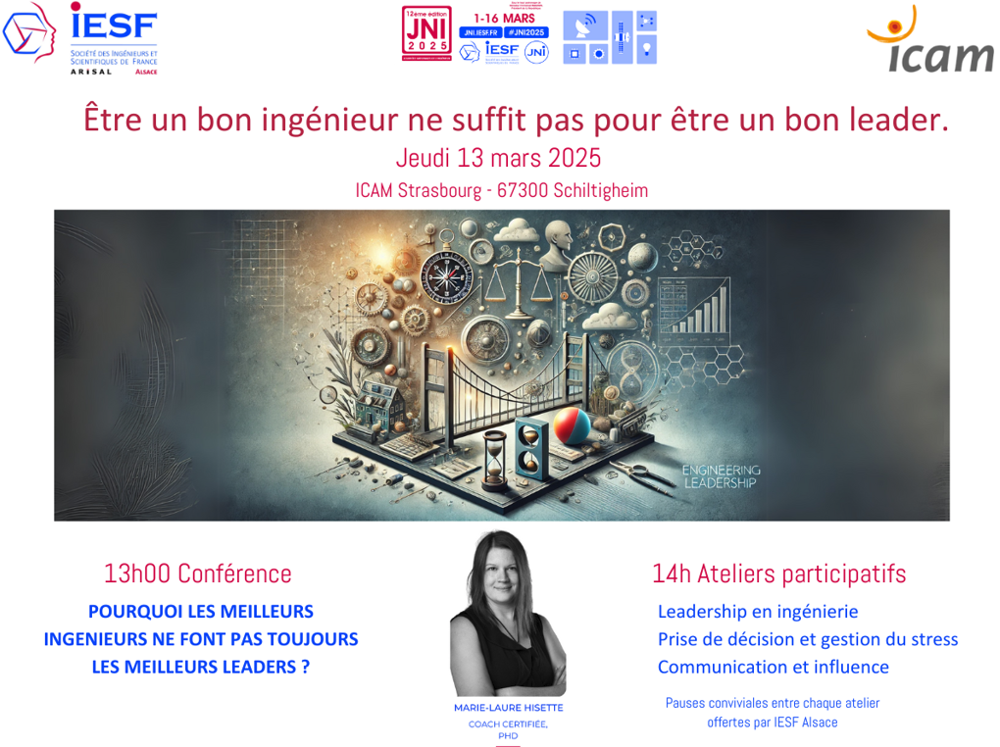 IESF
SOCIÉTÉ DES INGÉNIEURS ET
SCIENTIFIQUES DE FRANCE
ARISAL ALSACE
12ème édition
JNI
2025
1-16 MARS
JNI.IESF.FR #JNI2025
IESF
JNi
icam
Être un bon ingénieur ne suffit pas pour être un bon leader.
Jeudi 13 mars 2025
ICAM Strasbourg - 67300 Schiltigheim
ENGINEERING
LEADERSHIP
13h00 Conférence
POURQUOI LES MEILLEURS
INGENIEURS NE FONT PAS TOUJOURS
LES MEILLEURS LEADERS ?
MARIE-LAURE HISETTE
COACH CERTIFIÉE,
PHD
14h Ateliers participatifs
Leadership en ingénierie
Prise de décision et gestion du stress
Communication et influence
Pauses conviviales entre chaque atelier
offertes par IESF Alsace